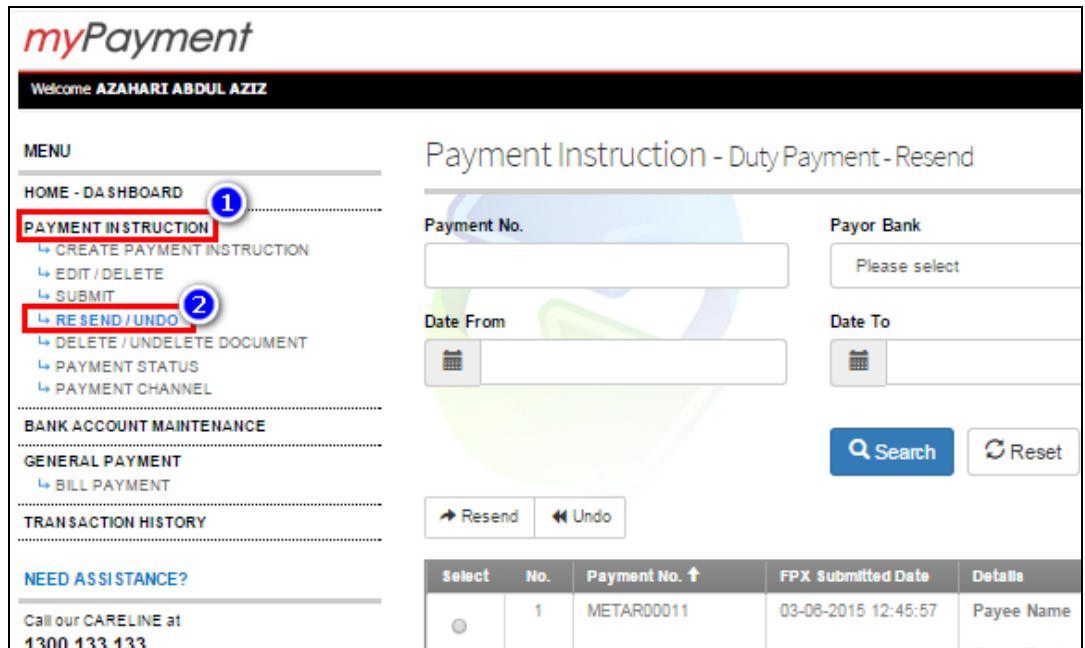 myPayment
Welcome AZAHARI ABDUL AZIZ
MENU
HOME - DASHBOARD
1
PAYMENT INSTRUCTION
CREATE PAYMENT INSTRUCTION
EDIT / DELETE
SUBMIT
2
RESEND / UNDO
DELETE / UNDELETE DOCUMENT
PAYMENT STATUS
PAYMENT CHANNEL
BANK ACCOUNT MAINTENANCE
GENERAL PAYMENT
BILL PAYMENT
TRANSACTION HISTORY
NEED ASSISTANCE?
Call our CARELINE at
1300 133 133
Payment Instruction - Duty Payment - Resend
Payment No. Payor Bank
Please select
Date From Date To
Search Reset
Resend Undo
Select No. Payment No. FPX Submitted Date Details
1 METAR00011 03-06-2015 12:45:57 Payee Name